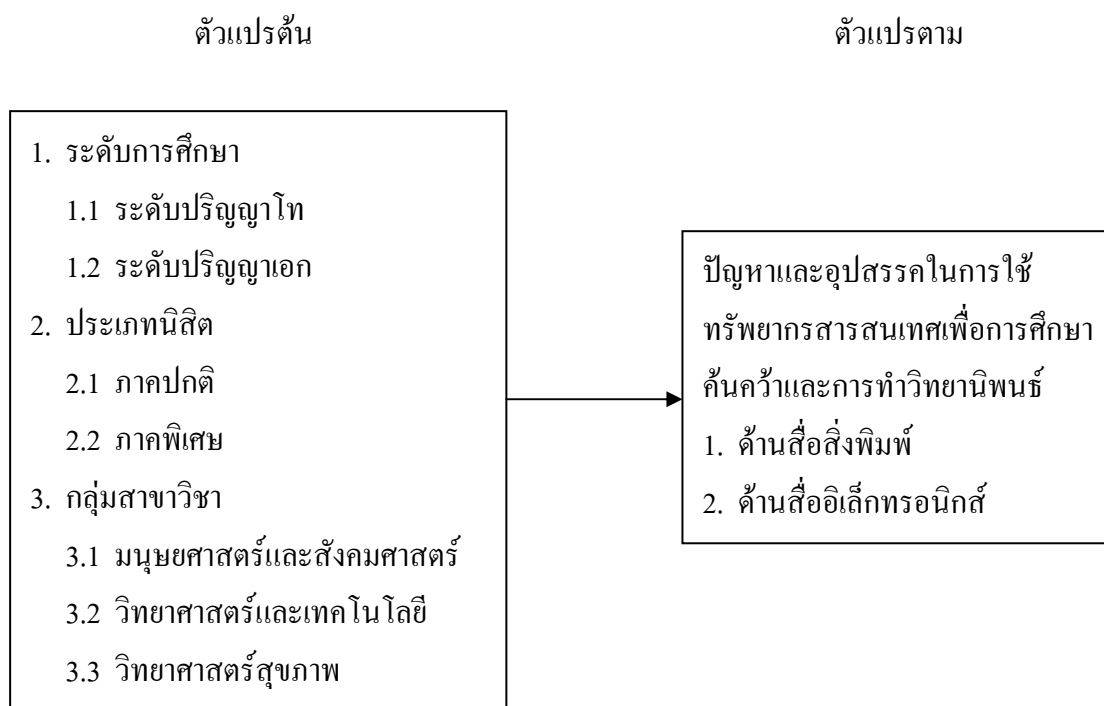 ตัวแปรต้น
ตัวแปรตาม
1. ระดับการศึกษา
1.1 ระดับปริญญาโท
1.2 ระดับปริญญาเอก
2. ประเภทนิสิต
2.1 ภาคปกติ
2.2 ภาคพิเศษ
3. กลุ่มสาขาวิชา
3.1 มนุษยศาสตร์และสังคมศาสตร์
3.2 วิทยาศาสตร์และเทคโนโลยี
3.3 วิทยาศาสตร์สุขภาพ
ปัญหาและอุปสรรคในการใช้
ทรัพยากรสารสนเทศเพื่อการศึกษา
ค้นคว้าและการทำวิทยานิพนธ์
1. ด้านสื่อสิ่งพิมพ์
2. ด้านสื่ออิเล็กทรอนิกส์